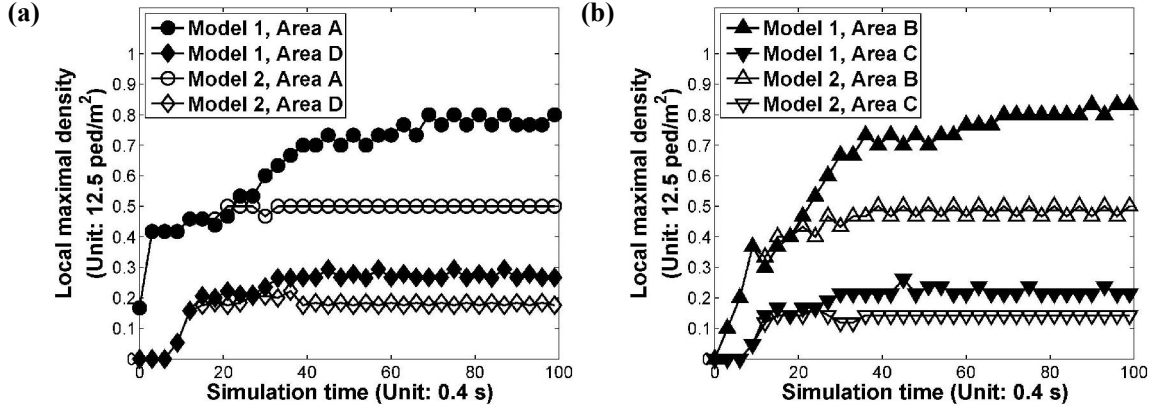 (a)
Model 1, Area A
Model 1, Area D
Model 2, Area A
Model 2, Area D
Local maximal density
(Unit: 12.5 ped/m²)
1
0.9
0.8
0.7
0.6
0.5
0.4
0.3
0.2
0.1
0
0
20
40
60
80
100
Simulation time (Unit: 0.4 s)
(b)
Model 1, Area B
Model 1, Area C
Model 2, Area B
Model 2, Area C
Local maximal density
(Unit: 12.5 ped/m²)
1
0.9
0.8
0.7
0.6
0.5
0.4
0.3
0.2
0.1
0
0
20
40
60
80
100
Simulation time (Unit: 0.4 s)